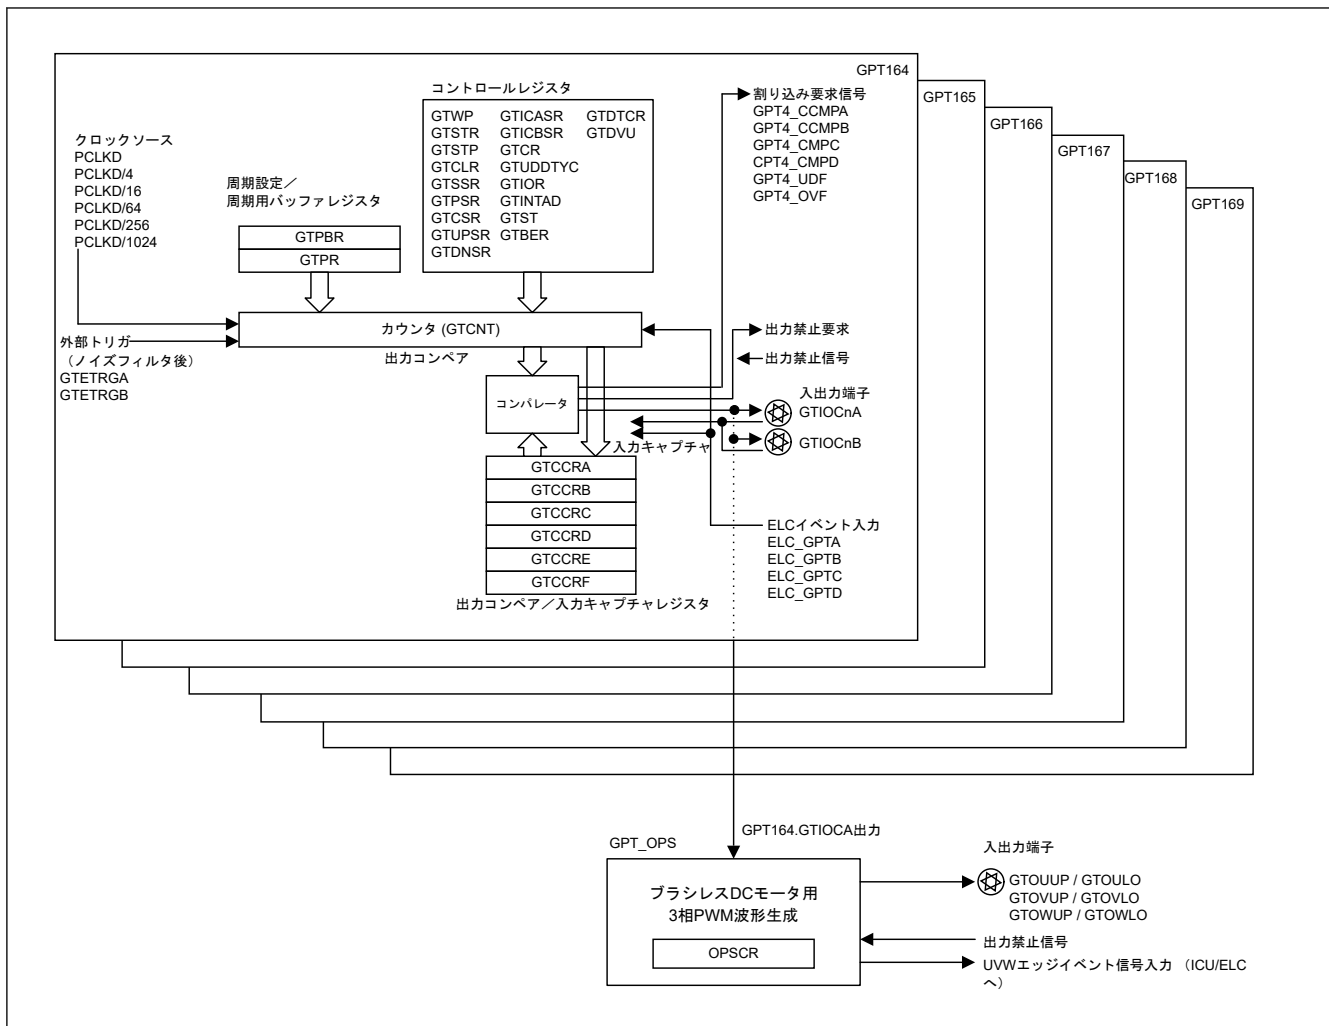 GPT164
GPT165
GPT166
GPT167
GPT168
GPT169
クロックソース
PCLKD
PCLKD/4
PCLKD/16
PCLKD/64
PCLKD/256
PCLKD/1024
周期設定／
周期用バッファレジスタ
GTPBR
GTPR
コントロールレジスタ
GTWP GTICASR GTDTCR
GTSTR GTICBSR GTDVU
GTSTP GTCR
GTCLR GTUDDTYC
GTSSR GTIOR
GTPSR GTINTAD
GTCSR GTST
GTUPSR GTBER
GTDNSR
割り込み要求信号
GPT4_CCMPA
GPT4_CCMPB
GPT4_CMPC
CPT4_CMPD
GPT4_UDF
GPT4_OVF
カウンタ (GTCNT)
外部トリガ
（ノイズフィルタ後）
GTETRGA
GTETRGB
出力コンペア
コンパレータ
出力禁止要求
出力禁止信号
入出力端子
GTIOCnA
GTIOCnB
入力キャプチャ
GTCCRA
GTCCRB
GTCCRC
GTCCRD
GTCCRE
GTCCRF
出力コンペア／入力キャプチャレジスタ
ELCイベント入力
ELC_GPTA
ELC_GPTB
ELC_GPTC
ELC_GPTD
GPT164.GTIOCA出力
GPT_OPS
ブラシレスDCモータ用
3相PWM波形生成
OPSCR
入出力端子
GTOUUP / GTOULO
GTOVUP / GTOVLO
GTOWUP / GTOWLO
出力禁止信号
UVWエッジイベント信号入力 （ICU/ELC
へ）